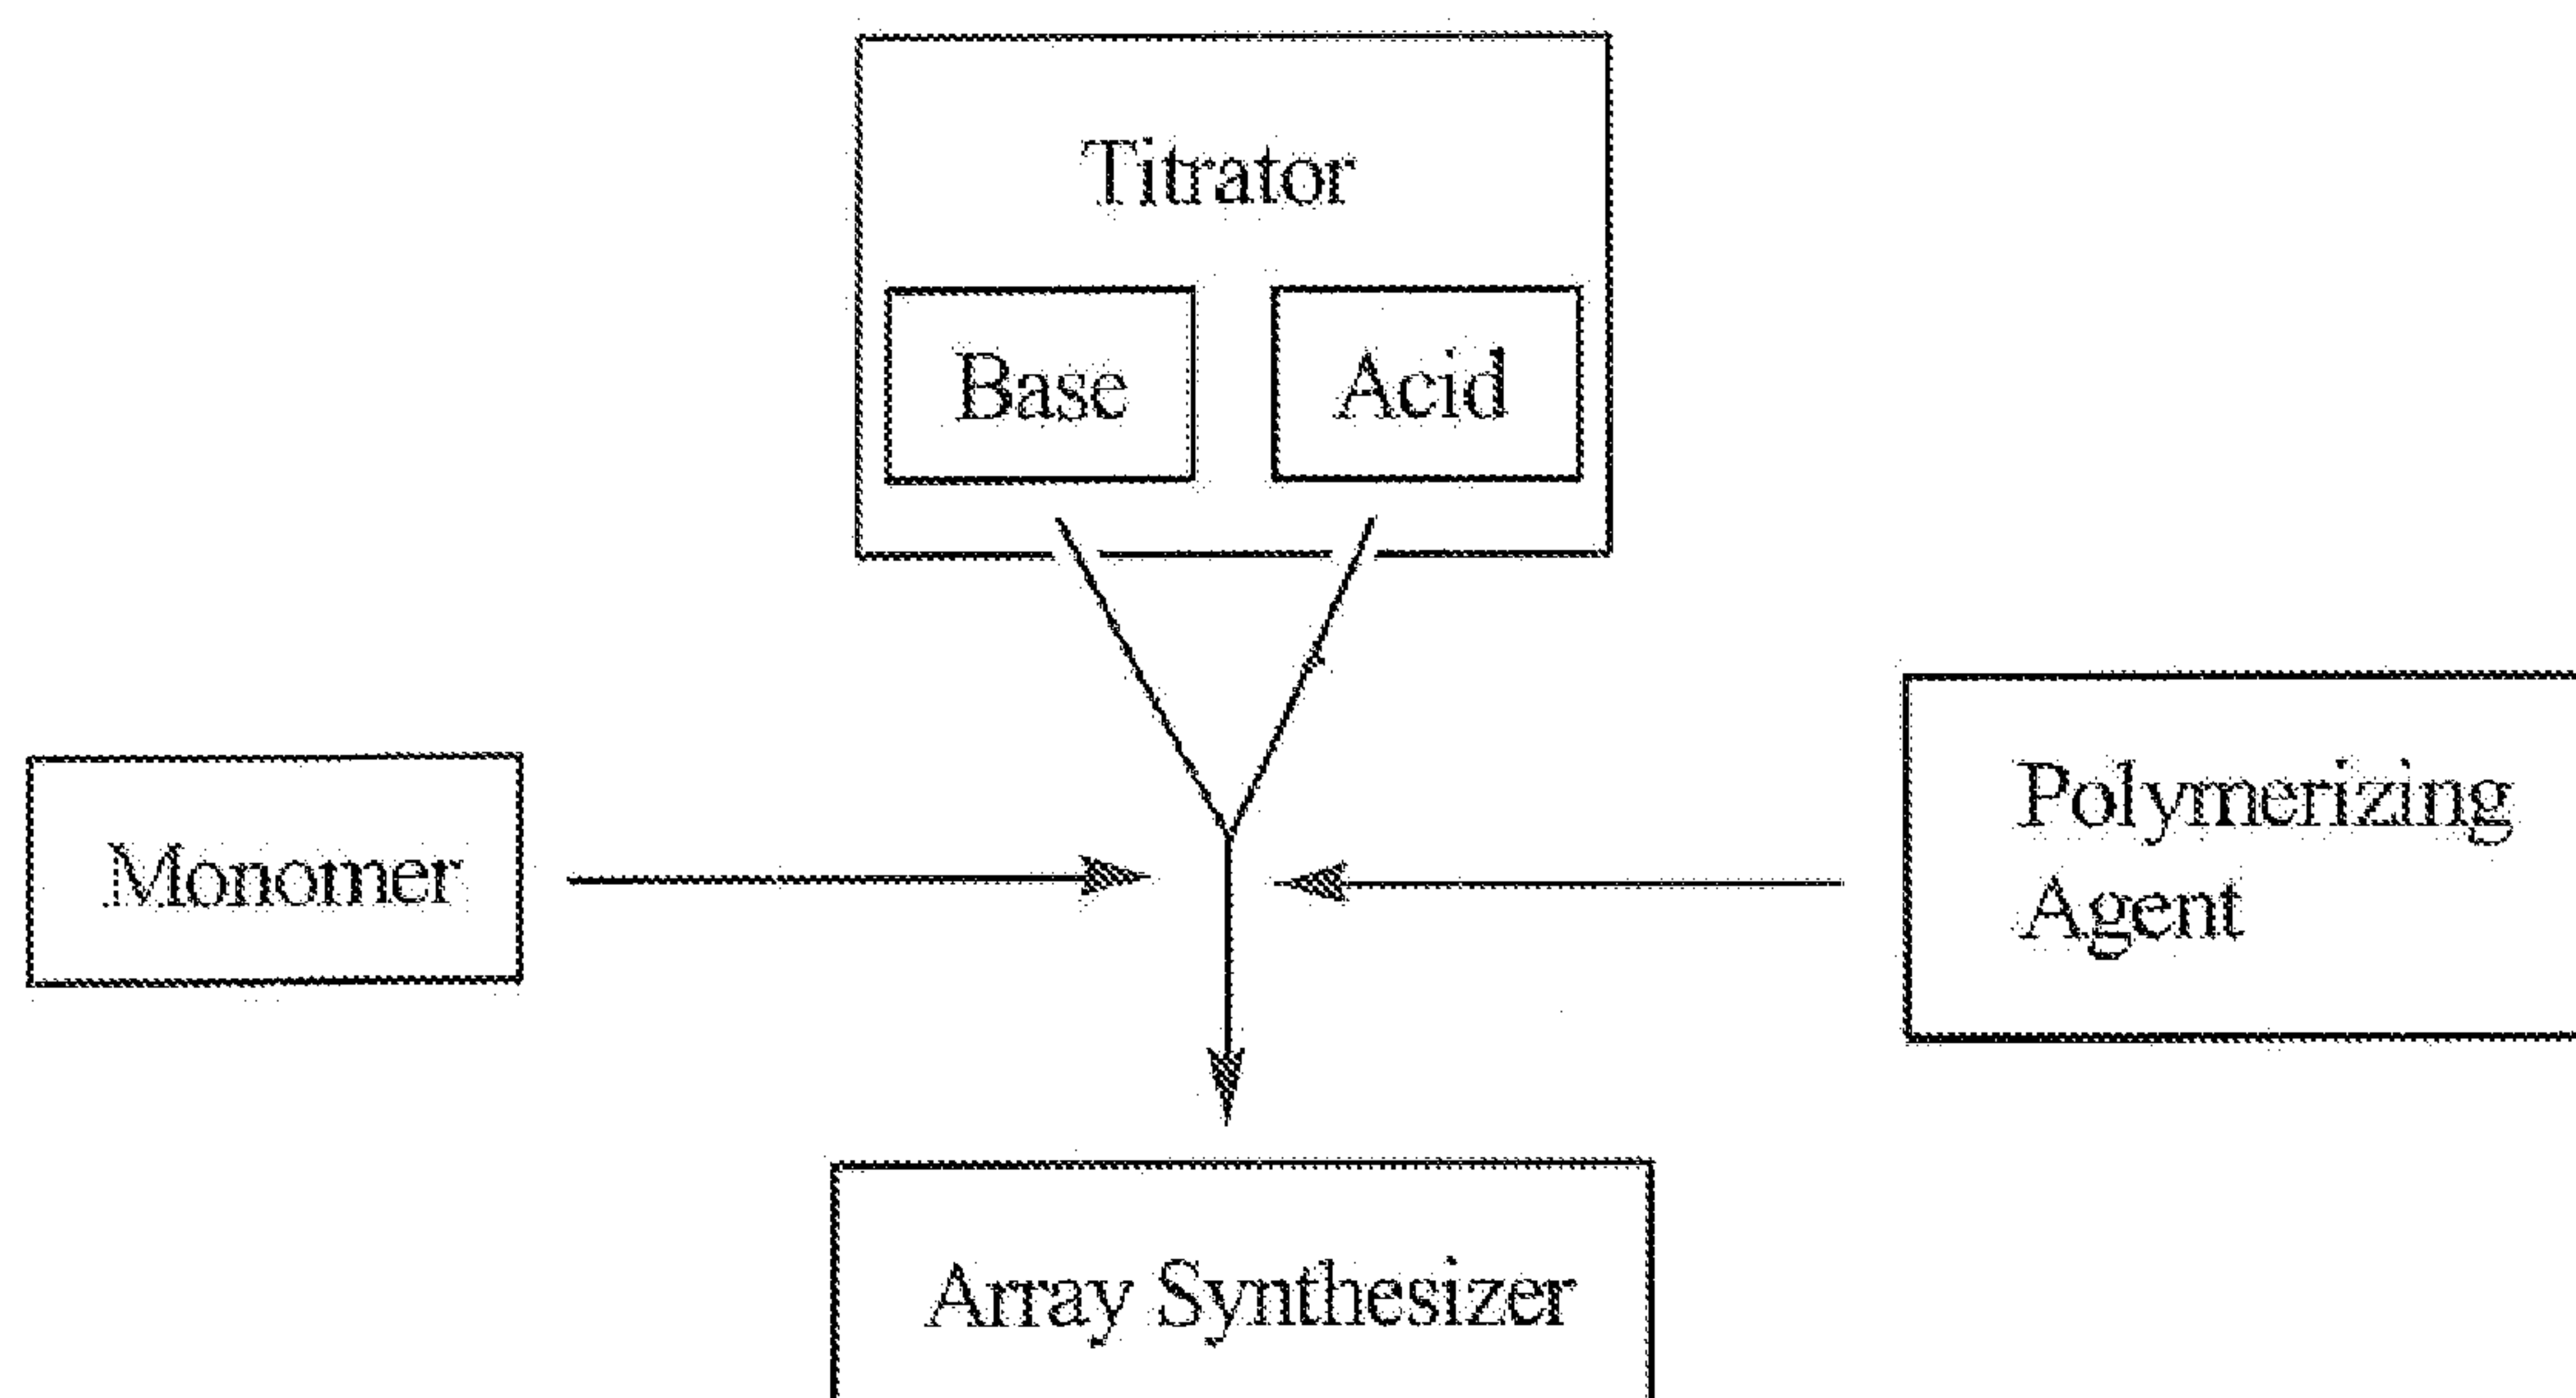 Titrator
Base
Acid
Monomer
Polymerizing
Agent
Array Synthesizer